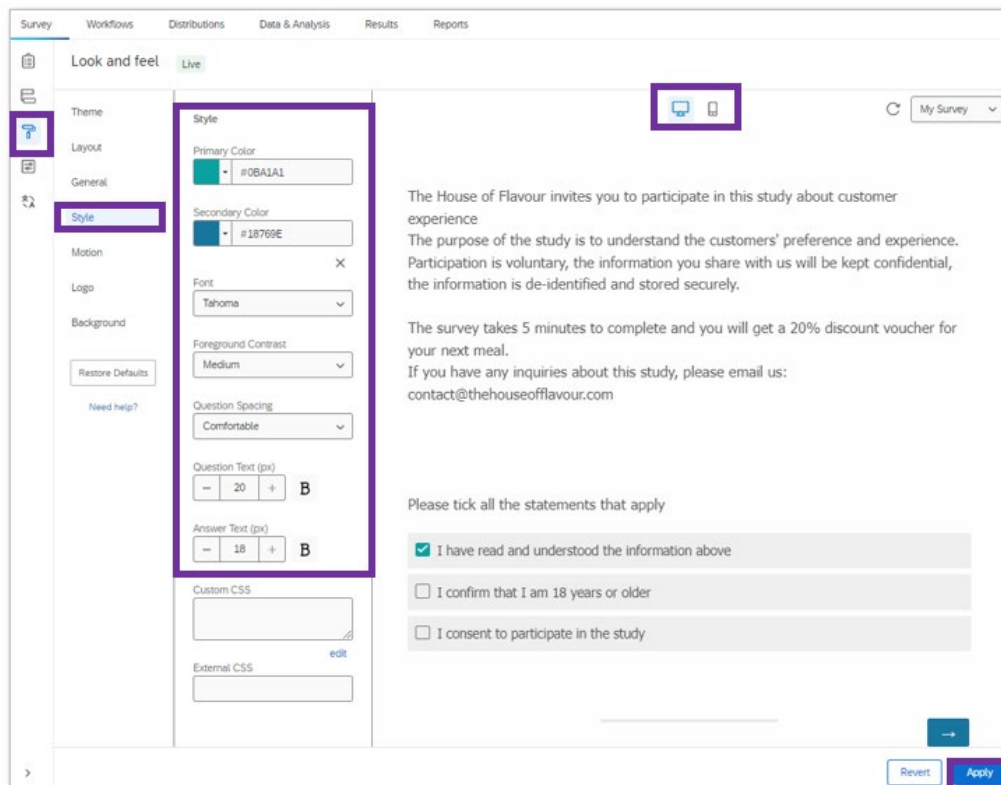 Survey
Workflows
Distributions
Data & Analysis
Results
Reports
Look and feel
Live
Theme
Layout
General
Style
Motion
Logo
Background
Restore Defaults
Need help?
Style
Primary Color
#0BA1A1
Secondary Color
#18769E
Font
Tahoma
Foreground Contrast
Medium
Question Spacing
Comfortable
Question Text (px)
− 20 + B
Answer Text (px)
− 18 + B
Custom CSS
edit
External CSS
My Survey
The House of Flavour invites you to participate in this study about customer
experience
The purpose of the study is to understand the customers' preference and experience.
Participation is voluntary, the information you share with us will be kept confidential,
the information is de-identified and stored securely.
The survey takes 5 minutes to complete and you will get a 20% discount voucher for
your next meal.
If you have any inquiries about this study, please email us:
contact@thehouseofflavour.com
Please tick all the statements that apply
I have read and understood the information above
I confirm that I am 18 years or older
I consent to participate in the study
→
Revert
Apply